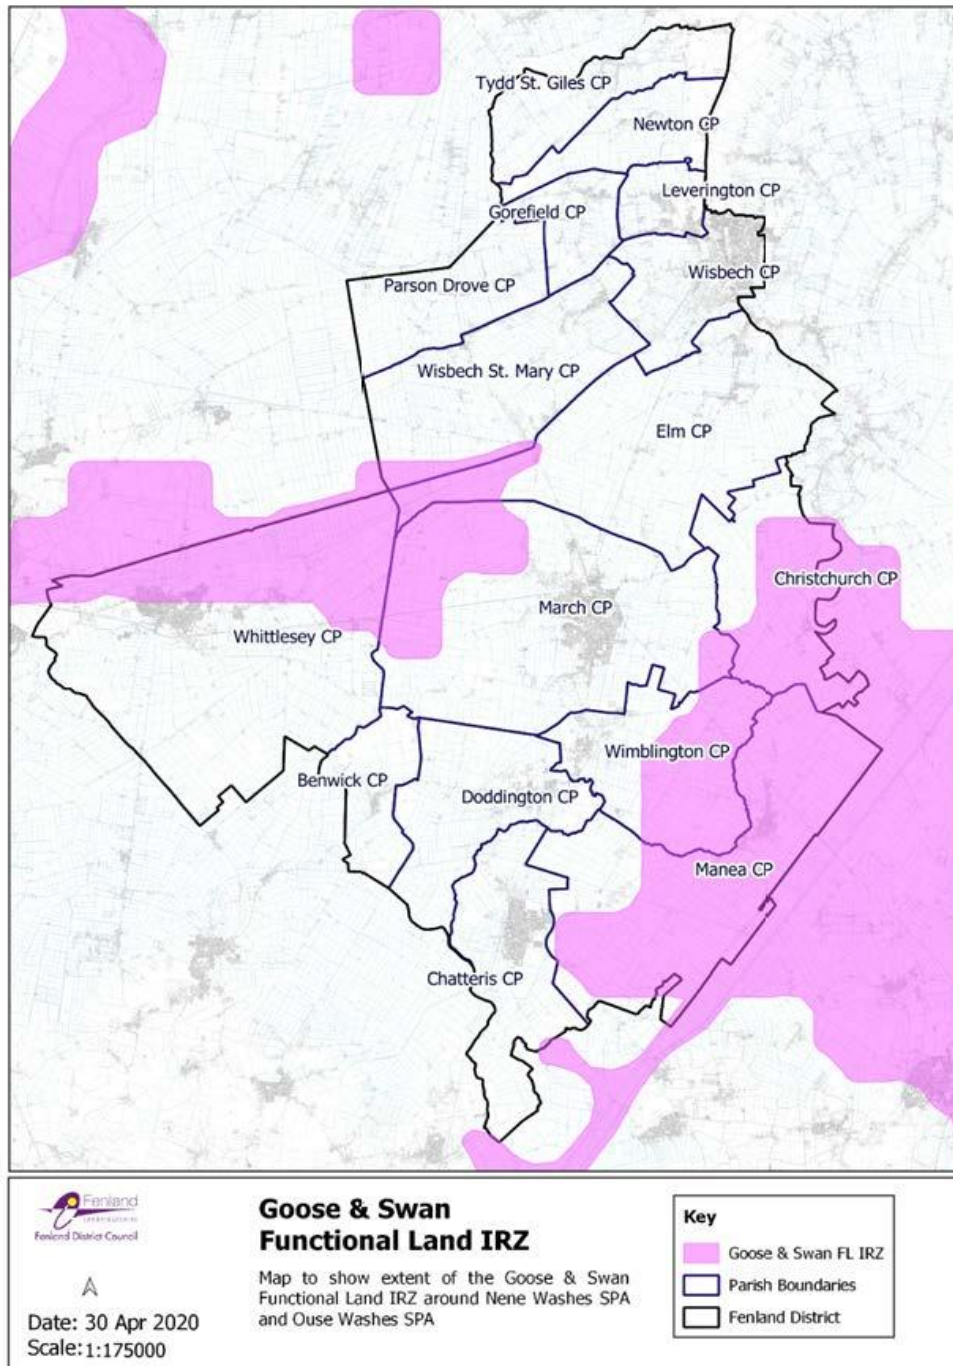 Tydd St. Giles CP
Newton CP
Leverington CP
Gorefield CP
Wisbech CP
Parson Drove CP
Wisbech St. Mary CP
Elm CP
Christchurch CP
March CP
Whittlesey CP
Wimblington CP
Benwick CP
Doddington CP
Manea CP
Chatteris CP
Fenland
Fenland District Council
Date: 30 Apr 2020
Scale:1:175000
Goose & Swan
Functional Land IRZ
Map to show extent of the Goose & Swan
Functional Land IRZ around Nene Washes SPA
and Ouse Washes SPA
Key
Goose & Swan FL IRZ
Parish Boundaries
Fenland District